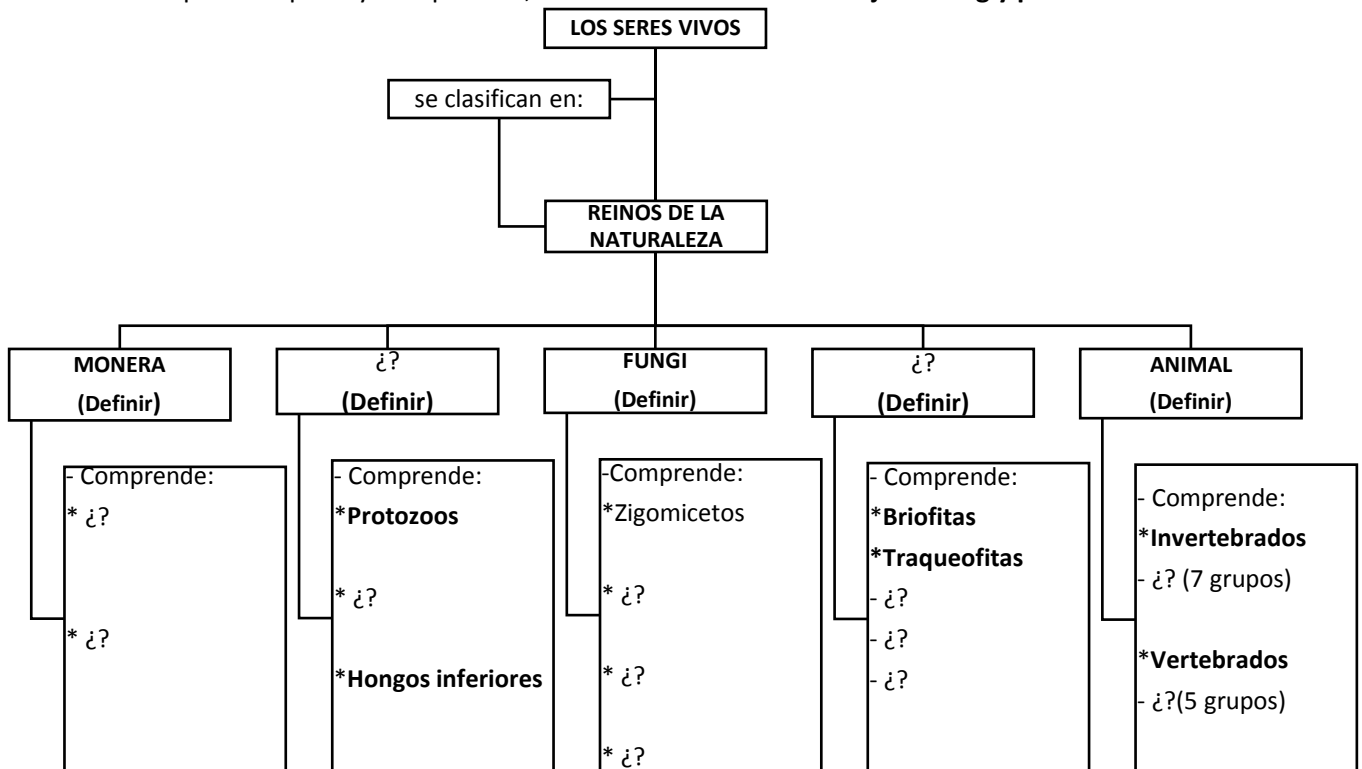 LOS SERES VIVOS
se clasifican en:
REINOS DE LA
NATURALEZA
MONERA
(Definir)
- Comprende:
* ¿?
* ¿?
¿?
(Definir)
- Comprende:
*Protozoos
* ¿?
*Hongos inferiores
FUNGI
(Definir)
-Comprende:
*Zigomicetos
* ¿?
* ¿?
* ¿?
¿?
(Definir)
- Comprende:
*Briofitas
*Traqueofitas
- ¿?
- ¿?
- ¿?
ANIMAL
(Definir)
- Comprende:
*Invertebrados
- ¿? (7 grupos)
*Vertebrados
- ¿?(5 grupos)